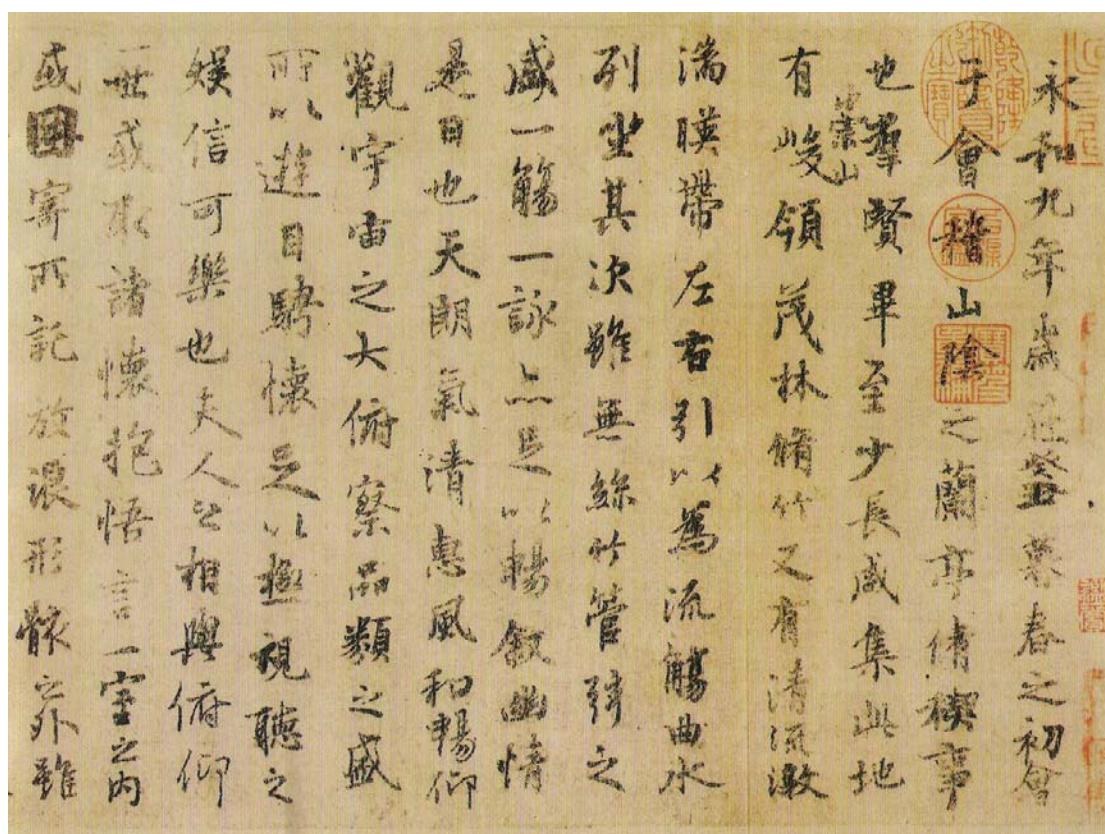 永和九年歲在癸丑暮春之初會
于會稽山陰之蘭亭脩禊事
也羣賢畢至少長咸集此地
有崇山峻領茂林脩竹又有清流激
湍暎帶左右引以為流觴曲水
列坐其次雖無絲竹管弦之
盛一觴一詠亦足以暢敘幽情
是日也天朗氣清惠風和暢仰
觀宇宙之大俯察品類之盛
所以遊目騁懷足以極視聽之
娛信可樂也夫人之相與俯仰
一世或取諸懷抱悟言一室之內
或因寄所託放浪形骸之外雖
乾隆御覽之寶